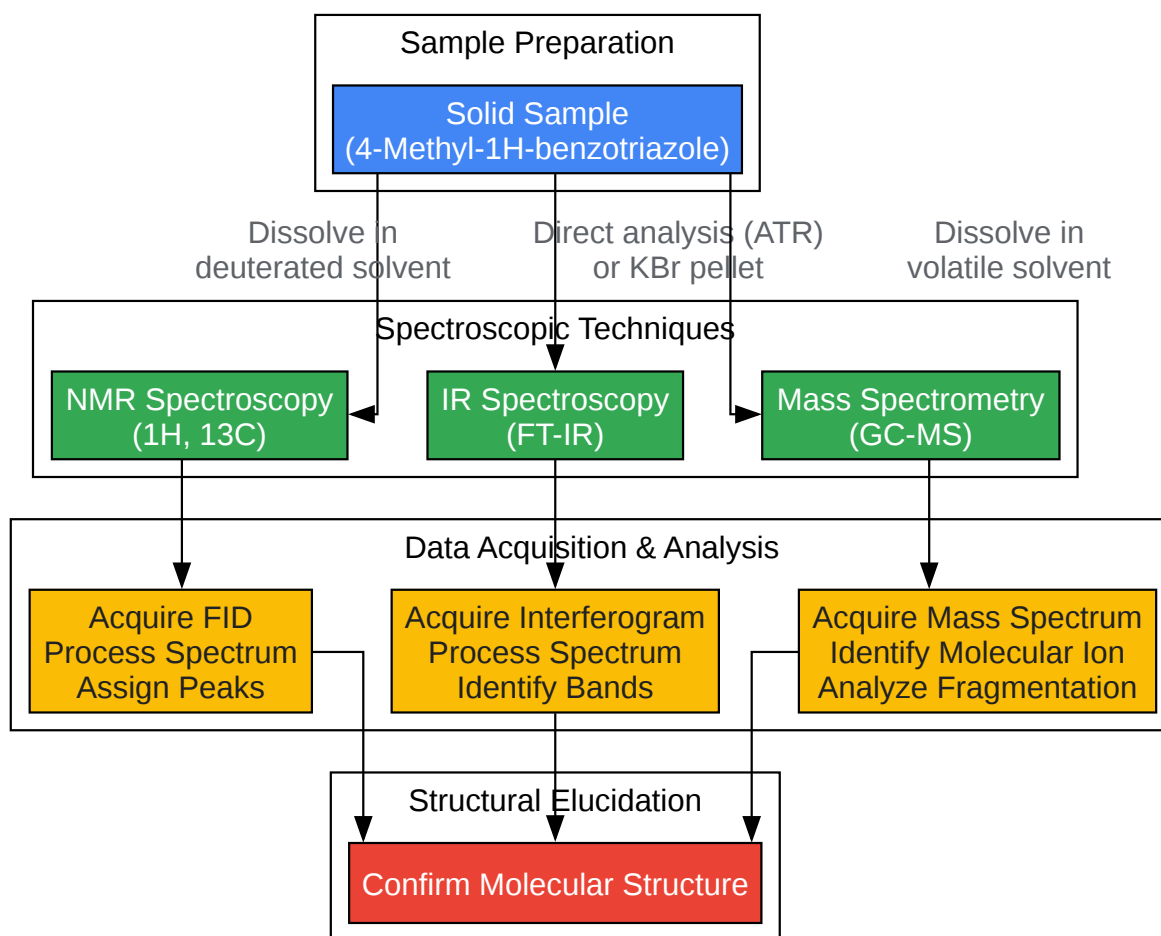 Sample Preparation
Solid Sample
(4-Methyl-1H-benzotriazole)
Dissolve in
deuterated solvent
Direct analysis (ATR)
or KBr pellet
Dissolve in
volatile solvent
Spectroscopic Techniques
NMR Spectroscopy
(1H, 13C)
IR Spectroscopy
(FT-IR)
Mass Spectrometry
(GC-MS)
Data Acquisition & Analysis
Acquire FID
Process Spectrum
Assign Peaks
Acquire Interferogram
Process Spectrum
Identify Bands
Acquire Mass Spectrum
Identify Molecular Ion
Analyze Fragmentation
Structural Elucidation
Confirm Molecular Structure